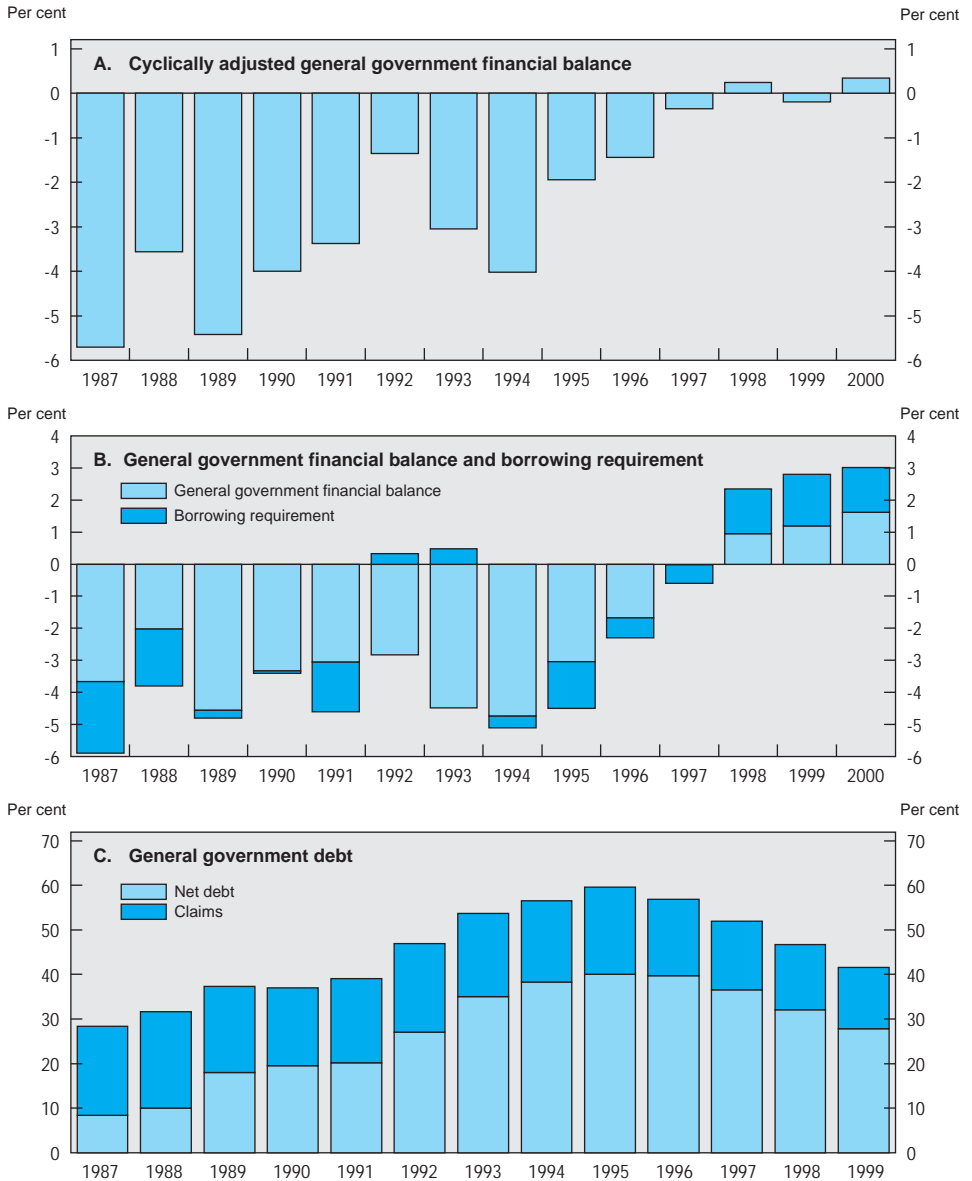 Per cent Per cent
A. Cyclically adjusted general government financial balance
1 1
0 0
-1 -1
-2 -2
-3 -3
-4 -4
-5 -5
-6 -6
1987 1988 1989 1990 1991 1992 1993 1994 1995 1996 1997 1998 1999 2000
Per cent Per cent
4 4
B. General government financial balance and borrowing requirement
3 3
General government financial balance
2 2
Borrowing requirement
1 1
0 0
-1 -1
-2 -2
-3 -3
-4 -4
-5 -5
-6 -6
1987 1988 1989 1990 1991 1992 1993 1994 1995 1996 1997 1998 1999 2000
Per cent Per cent
70 70
C. General government debt
60 60
Net debt
Claims
50 50
40 40
30 30
20 20
10 10
0 0
1987 1988 1989 1990 1991 1992 1993 1994 1995 1996 1997 1998 1999